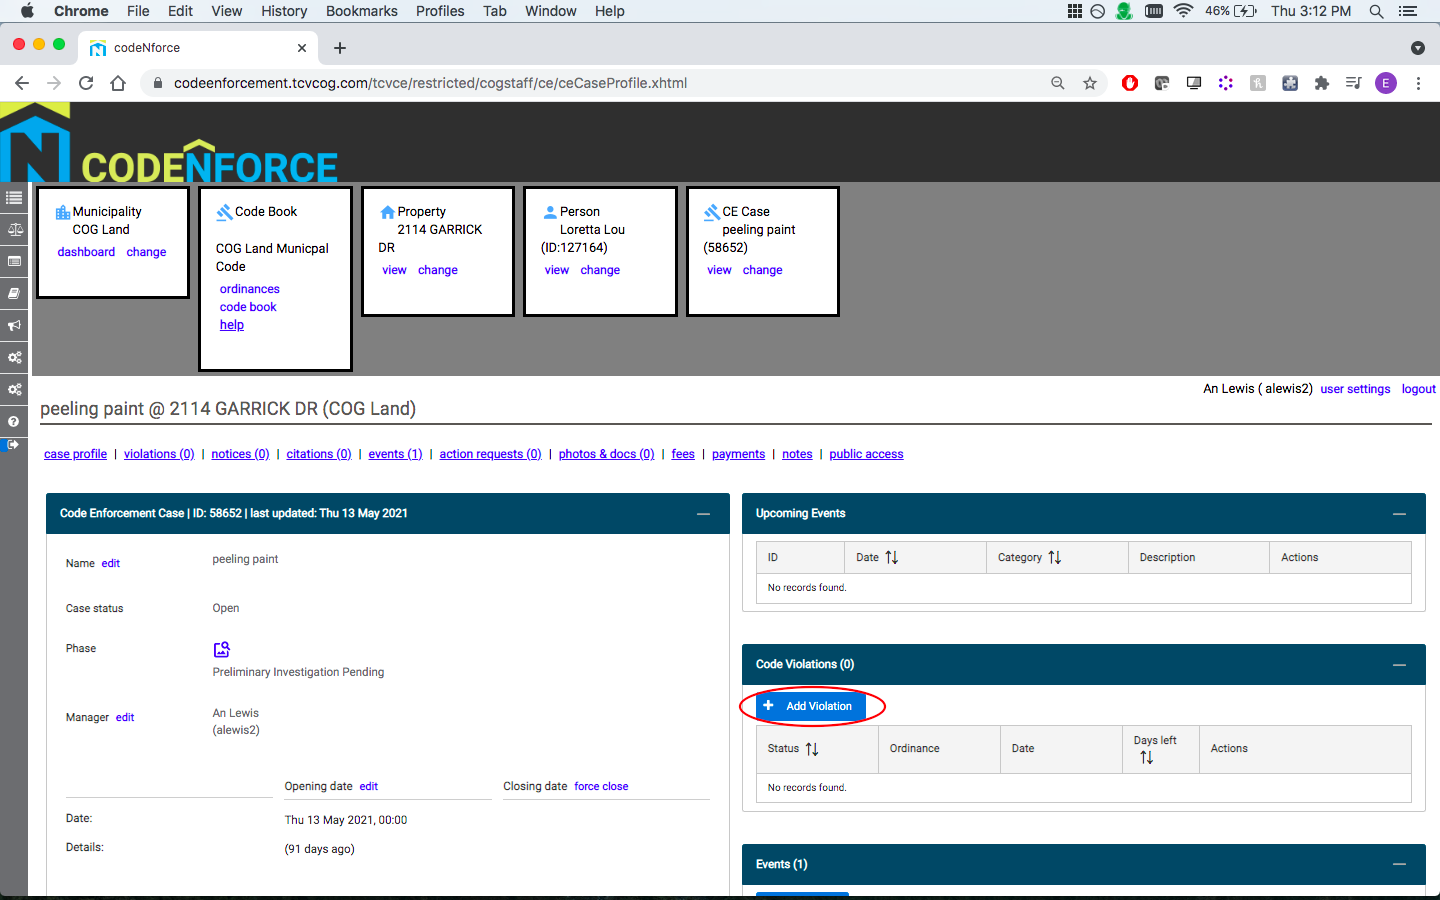 Chrome File Edit View History Bookmarks Profiles Tab Window Help 46% Thu 3:12 PM
codeNforce
codeenforcement.tcvcog.com/tcvce/restricted/cogstaff/ce/ceCaseProfile.xhtml E
CODENFORCE
Municipality
COG Land
dashboard change
Code Book
COG Land Municpal
Code
ordinances
code book
help
Property
2114 GARRICK
DR
view change
Person
Loretta Lou
(ID:127164)
view change
CE Case
peeling paint
(58652)
view change
An Lewis ( alewis2) user settings logout
peeling paint @ 2114 GARRICK DR (COG Land)
case profile | violations (0) | notices (0) | citations (0) | events (1) | action requests (0) | photos & docs (0) | fees | payments | notes | public access
Code Enforcement Case | ID: 58652 | last updated: Thu 13 May 2021
Name edit peeling paint
Case status Open
Phase
Preliminary Investigation Pending
Manager edit An Lewis
(alewis2)
Opening date edit Closing date force close
Date: Thu 13 May 2021, 00:00
Details: (91 days ago)
Upcoming Events
ID Date Category Description Actions
No records found.
Code Violations (0)
+ Add Violation
Status Ordinance Date Days left Actions
No records found.
Events (1)